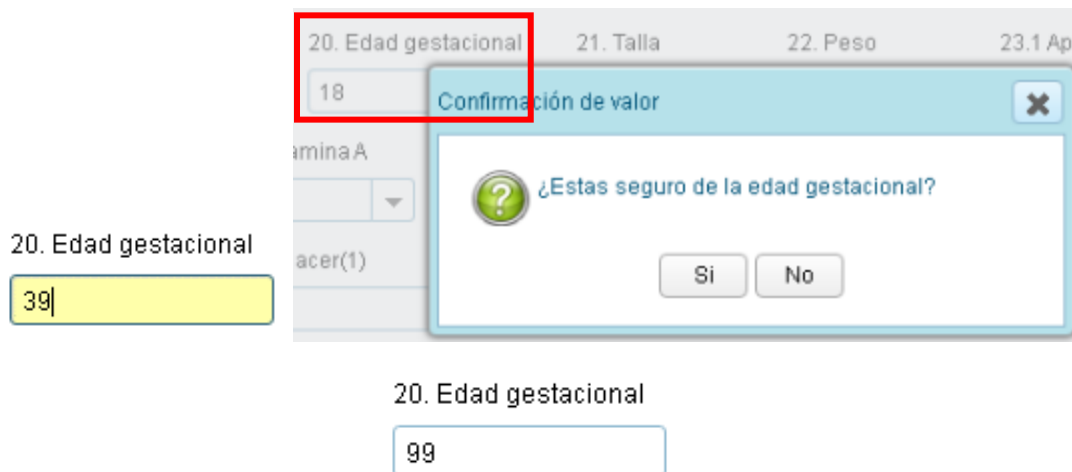 20. Edad gestacional 21. Talla 22. Peso 23.1 Ap
18
Confirmación de valor
amina A
¿Estas seguro de la edad gestacional?
acer(1)
Si No
20. Edad gestacional
39
20. Edad gestacional
99